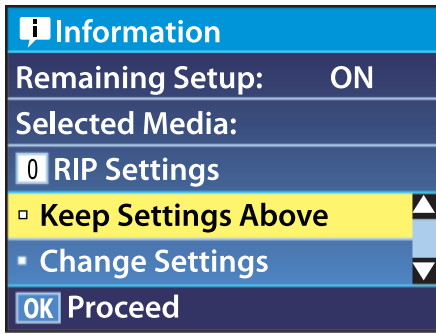 Information
Remaining Setup: ON
Selected Media:
0 RIP Settings
Keep Settings Above
Change Settings
OK Proceed